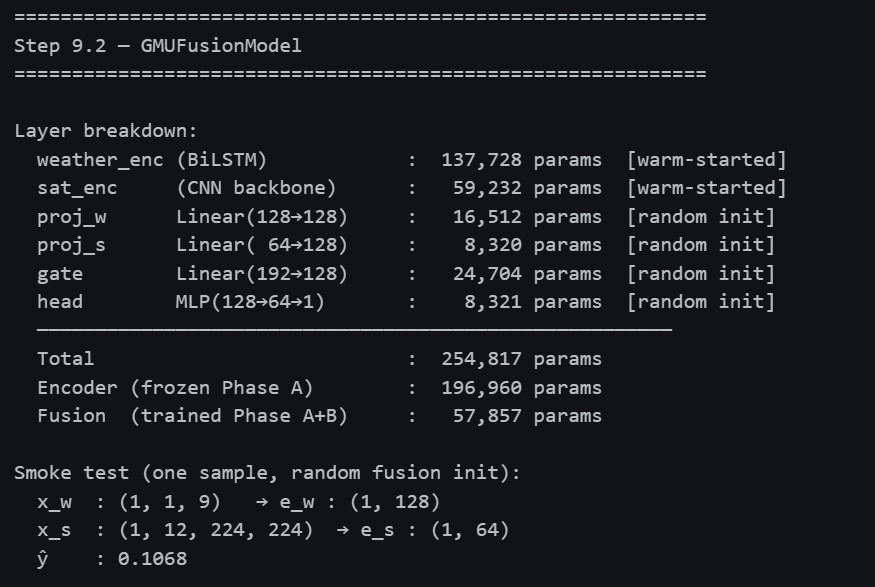 ============================================================
Step 9.2 — GMUFusionModel
============================================================
Layer breakdown:
  weather_enc (BiLSTM)            :  137,728 params  [warm-started]
  sat_enc     (CNN backbone)      :   59,232 params  [warm-started]
  proj_w      Linear(128→128)     :   16,512 params  [random init]
  proj_s      Linear( 64→128)     :    8,320 params  [random init]
  gate        Linear(192→128)     :   24,704 params  [random init]
  head        MLP(128→64→1)       :    8,321 params  [random init]
  ───────────────────────────────────────────────────────
  Total                           :  254,817 params
  Encoder (frozen Phase A)        :  196,960 params
  Fusion  (trained Phase A+B)     :   57,857 params
Smoke test (one sample, random fusion init):
  x_w  : (1, 1, 9)   → e_w : (1, 128)
  x_s  : (1, 12, 224, 224)  → e_s : (1, 64)
  ŷ    : 0.1068